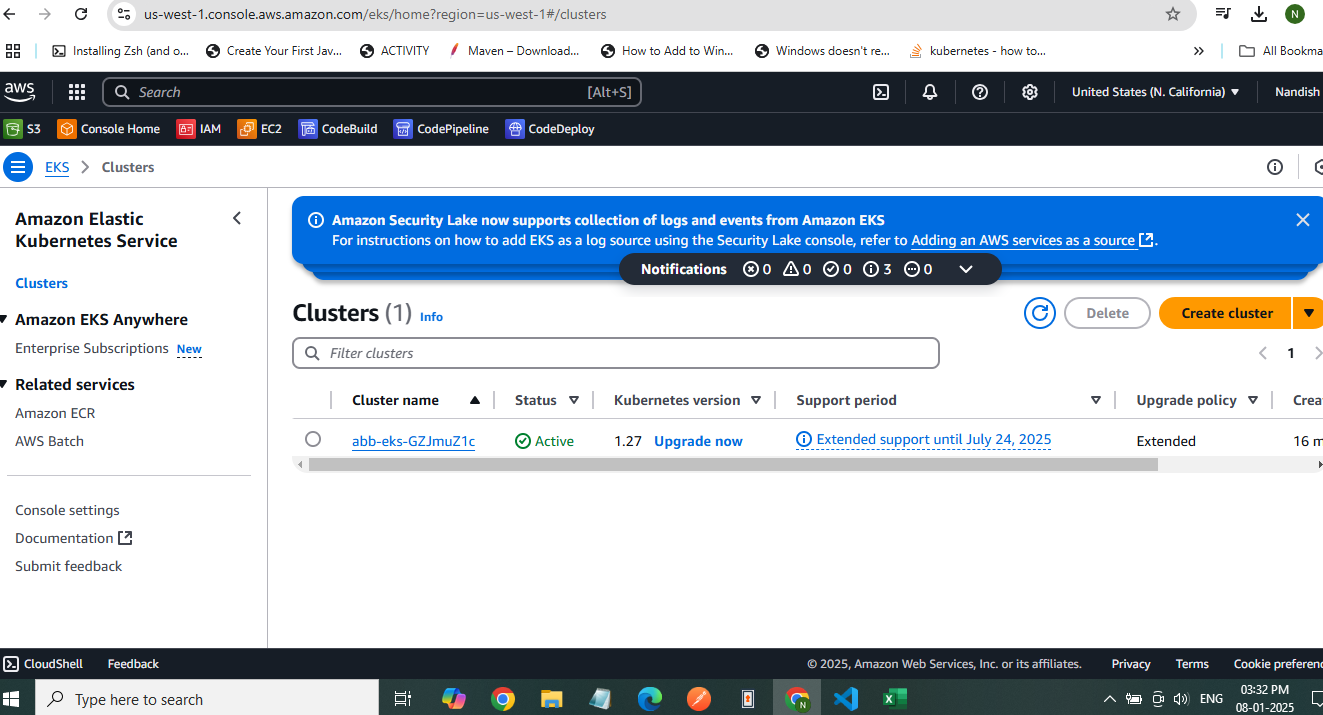 us-west-1.console.aws.amazon.com/eks/home?region=us-west-1#/clusters
N
Installing Zsh (and o... Create Your First Jav... ACTIVITY Maven – Download... How to Add to Win... Windows doesn't re... kubernetes - how to... » All Bookma
aws Search [Alt+S] United States (N. California) Nandish
S3 Console Home IAM EC2 CodeBuild CodePipeline CodeDeploy
EKS Clusters
Amazon Elastic
Kubernetes Service
Clusters
Amazon EKS Anywhere
Enterprise Subscriptions New
Related services
Amazon ECR
AWS Batch
Console settings
Documentation
Submit feedback
Amazon Security Lake now supports collection of logs and events from Amazon EKS
For instructions on how to add EKS as a log source using the Security Lake console, refer to Adding an AWS services as a source.
Notifications 0 0 0 3 0
Clusters (1) Info
Delete Create cluster
Filter clusters
1
Cluster name Status Kubernetes version Support period Upgrade policy Crea
abb-eks-GZJmuZ1c Active 1.27 Upgrade now Extended support until July 24, 2025 Extended 16 m
CloudShell Feedback © 2025, Amazon Web Services, Inc. or its affiliates. Privacy Terms Cookie preferen
Type here to search N ENG 03:32 PM
08-01-2025